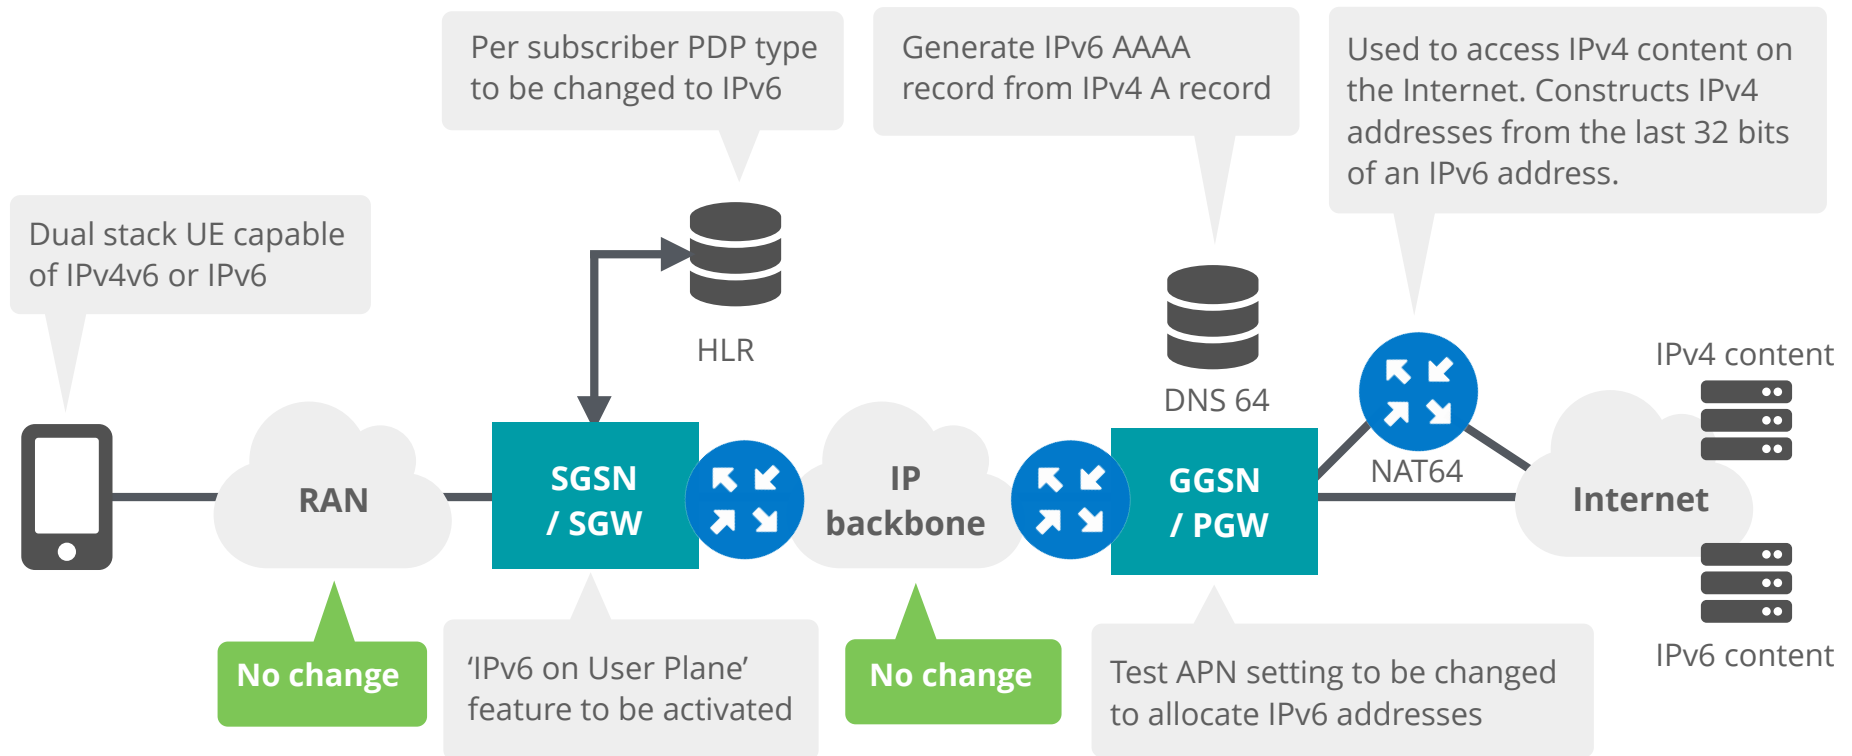 Per subscriber PDP type
to be changed to IPv6
Generate IPv6 AAAA
record from IPv4 A record
Used to access IPv4 content on
the Internet. Constructs IPv4
addresses from the last 32 bits
of an IPv6 address.
Dual stack UE capable
of IPv4v6 or IPv6
HLR
DNS 64
IPv4 content
RAN
SGSN
/ SGW
IP
backbone
GGSN
/ PGW
NAT64
Internet
IPv6 content
No change
‘IPv6 on User Plane’
feature to be activated
No change
Test APN setting to be changed
to allocate IPv6 addresses